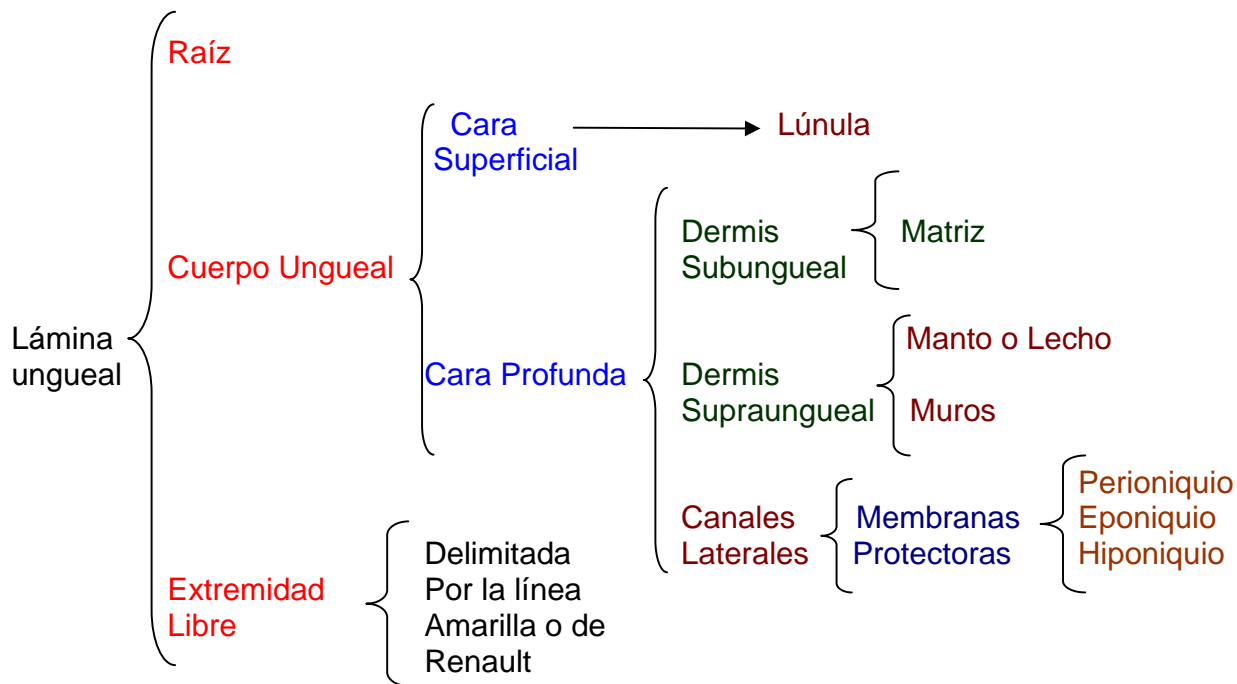 Lámina
ungueal
Raíz
Cuerpo Ungueal
Cara
Superficial
Lúnula
Cara Profunda
Dermis
Subungueal
Matriz
Dermis
Supraungueal
Manto o Lecho
Muros
Canales
Laterales
Membranas
Protectoras
Perioniquio
Eponiquio
Hiponiquio
Extremidad
Libre
Delimitada
Por la línea
Amarilla o de
Renault